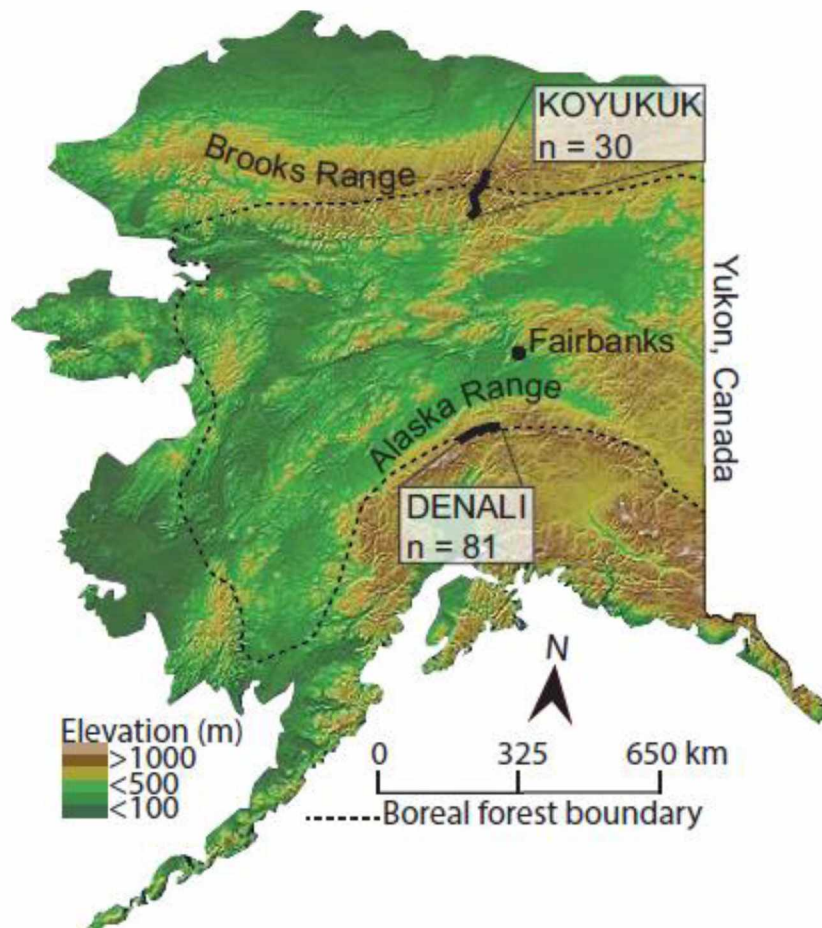 KOYUKUK
n = 30
Brooks Range
Yukon, Canada
Fairbanks
Alaska Range
DENALI
n = 81
N
Elevation (m)
>1000
<500
<100
0 325 650 km
Boreal forest boundary